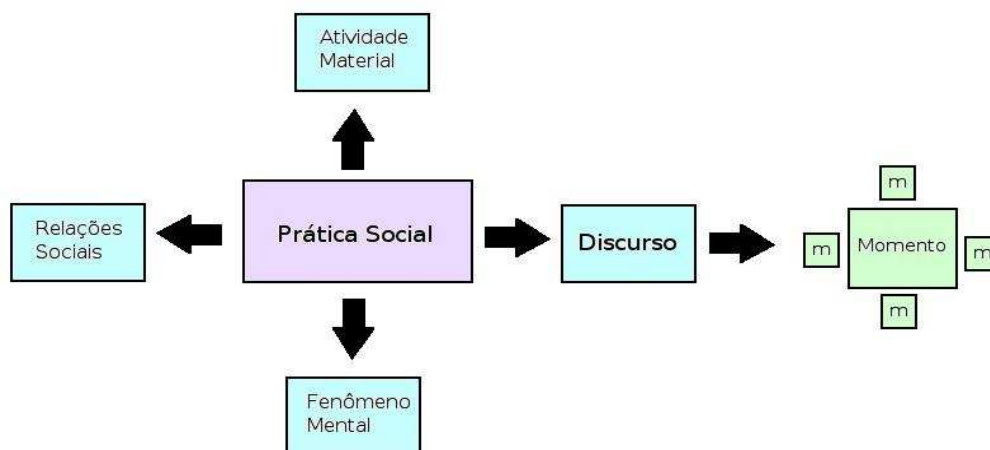 Atividade
Material
m
Relações
Sociais
Prática Social
Discurso
m
Momento
m
m
Fenômeno
Mental